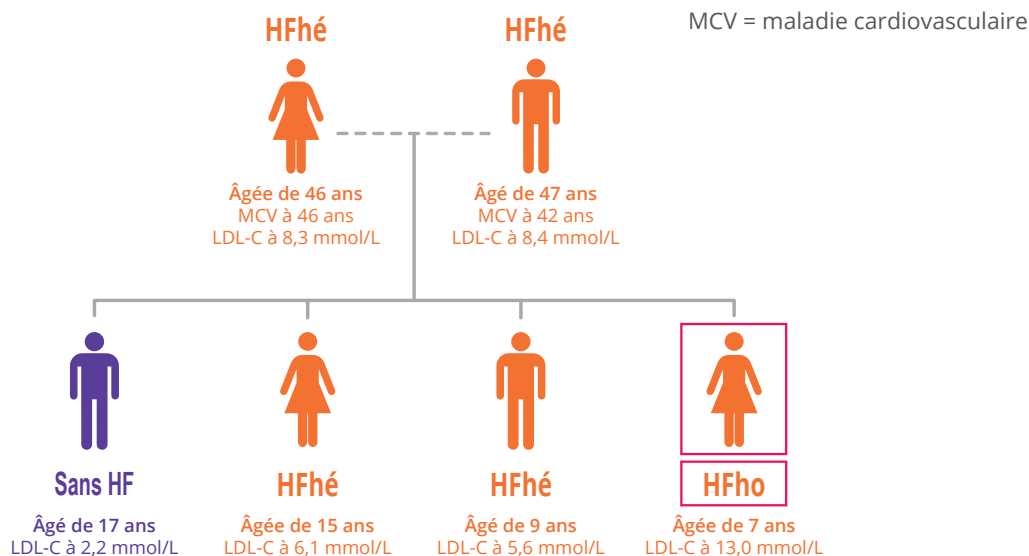 MCV = maladie cardiovasculaire
HFhé
HFhé
Âgée de 46 ans
MCV à 46 ans
LDL-C à 8,3 mmol/L
Âgé de 47 ans
MCV à 42 ans
LDL-C à 8,4 mmol/L
Sans HF
Âgé de 17 ans
LDL-C à 2,2 mmol/L
HFhé
Âgée de 15 ans
LDL-C à 6,1 mmol/L
HFhé
Âgé de 9 ans
LDL-C à 5,6 mmol/L
HFho
Âgée de 7 ans
LDL-C à 13,0 mmol/L